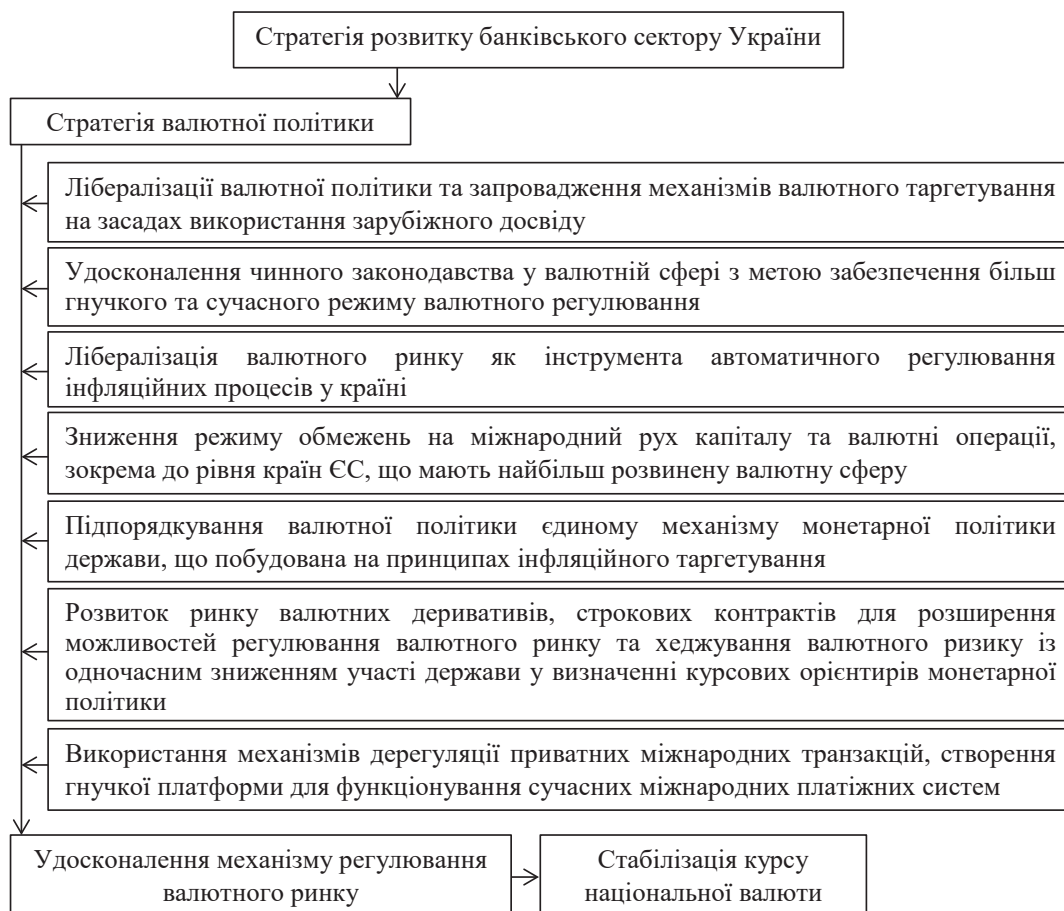 Стратегія розвитку банківського сектору України
Стратегія валютної політики
Лібералізації валютної політики та запровадження механізмів валютного таргетування
на засадах використання зарубіжного досвіду
Удосконалення чинного законодавства у валютній сфері з метою забезпечення більш
гнучкого та сучасного режиму валютного регулювання
Лібералізація валютного ринку як інструмента автоматичного регулювання
інфляційних процесів у країні
Зниження режиму обмежень на міжнародний рух капіталу та валютні операції,
зокрема до рівня країн ЄС, що мають найбільш розвинену валютну сферу
Підпорядкування валютної політики єдиному механізму монетарної політики
держави, що побудована на принципах інфляційного таргетування
Розвиток ринку валютних деривативів, строкових контрактів для розширення
можливостей регулювання валютного ринку та хеджування валютного ризику із
одночасним зниженням участі держави у визначенні курсових орієнтирів монетарної
політики
Використання механізмів дерегуляції приватних міжнародних транзакцій, створення
гнучкої платформи для функціонування сучасних міжнародних платіжних систем
Удосконалення механізму регулювання
валютного ринку
Стабілізація курсу
національної валюти